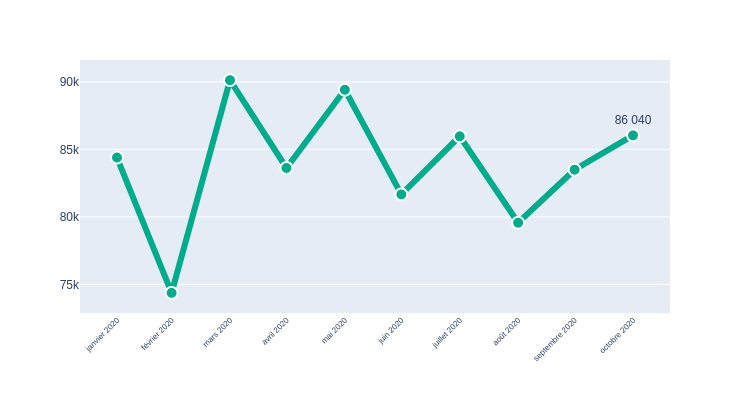 90k
85k
80k
75k
86 040
janvier 2020
février 2020
mars 2020
avril 2020
mai 2020
juin 2020
juillet 2020
août 2020
septembre 2020
octobre 2020